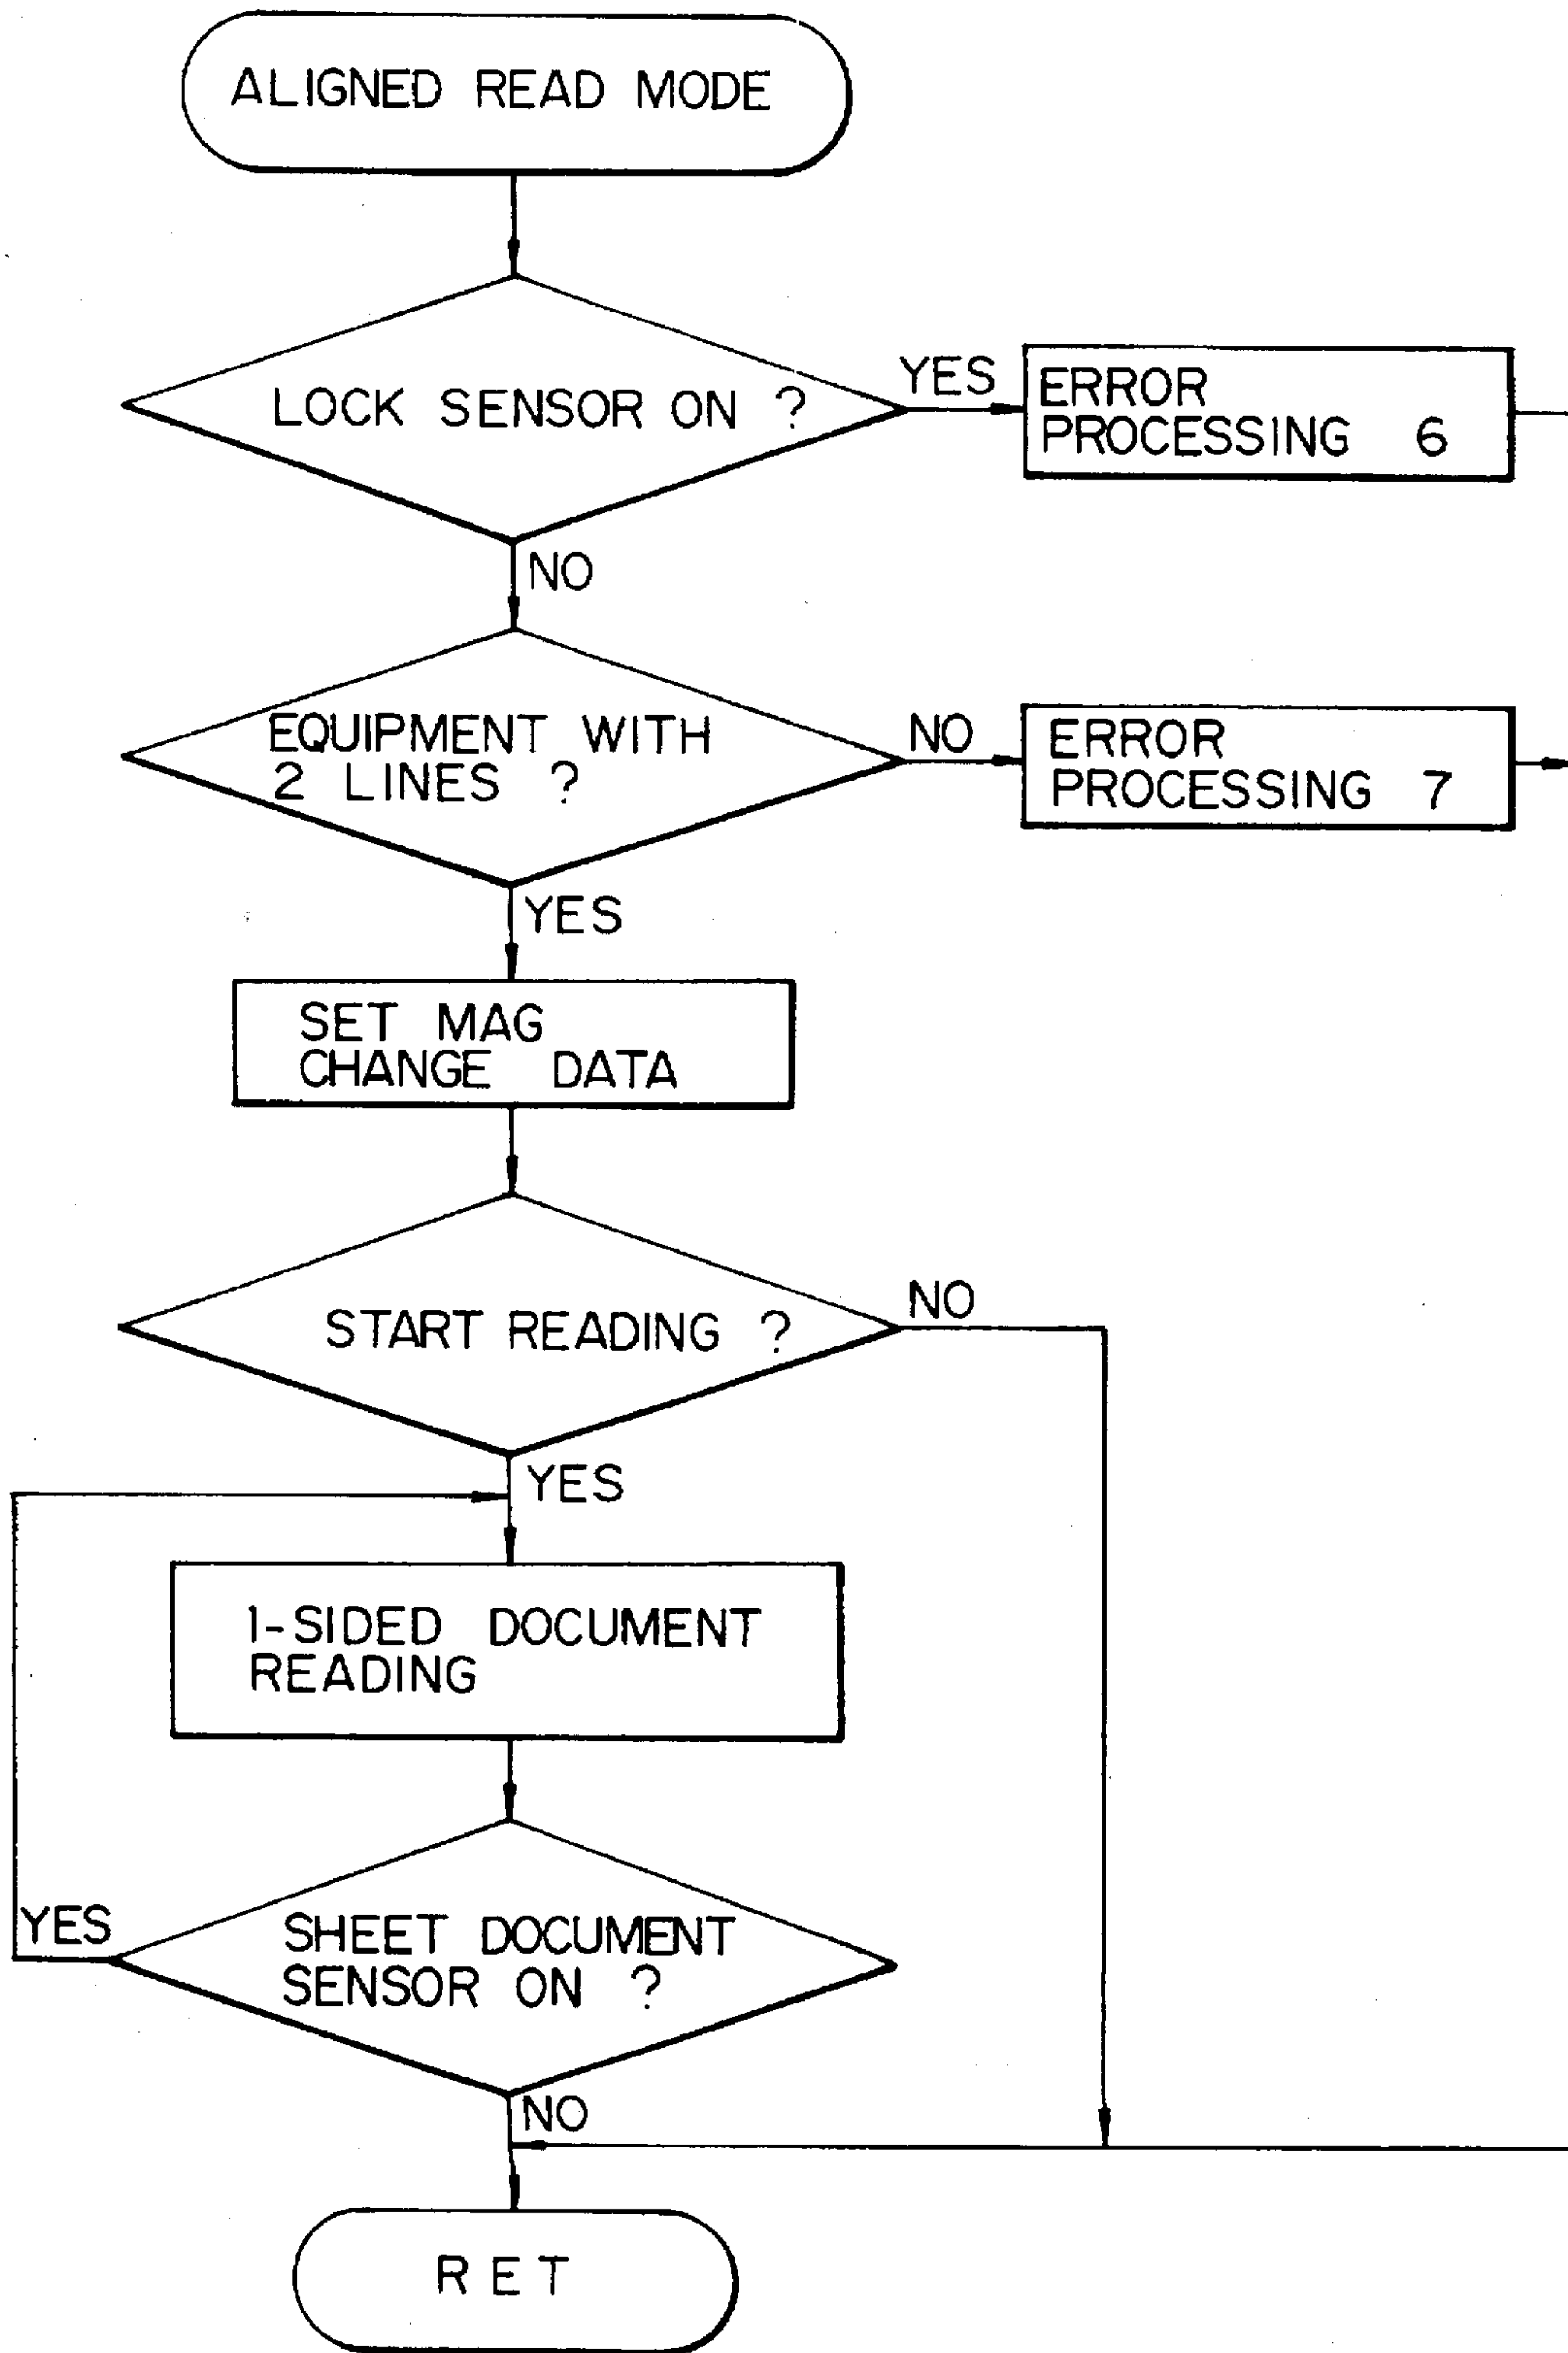 ALIGNED READ MODE
LOCK SENSOR ON ?
YES
ERROR
PROCESSING 6
NO
EQUIPMENT WITH
2 LINES ?
NO
ERROR
PROCESSING 7
YES
SET MAG
CHANGE DATA
START READING ?
NO
YES
1-SIDED DOCUMENT
READING
YES
SHEET DOCUMENT
SENSOR ON ?
NO
RET